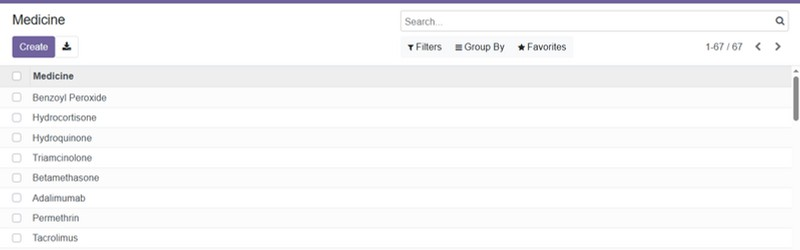 Medicine
Search...
Create
Filters Group By Favorites
1-67 / 67
Medicine
Benzoyl Peroxide
Hydrocortisone
Hydroquinone
Triamcinolone
Betamethasone
Adalimumab
Permethrin
Tacrolimus